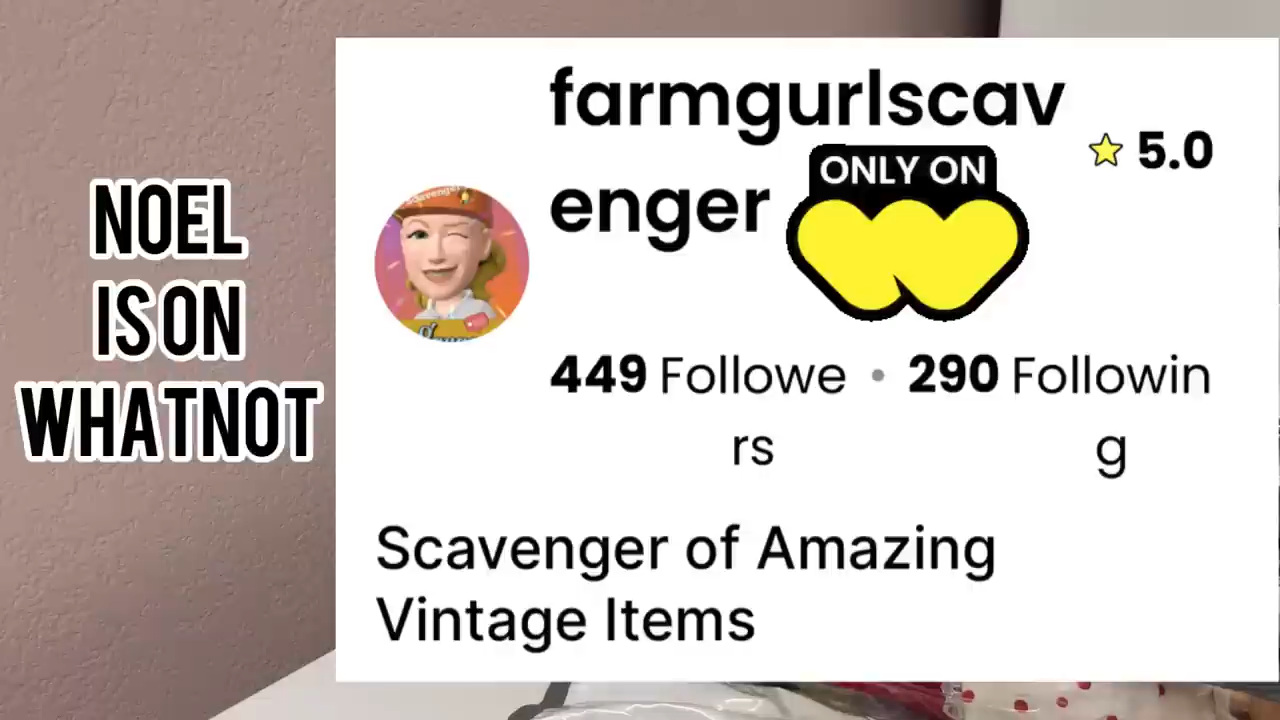 NOEL
IS ON
WHATNOT
farmgurlscav
enger
ONLY ON
5.0
449 Followe • 290 Followin
rs g
Scavenger of Amazing
Vintage Items